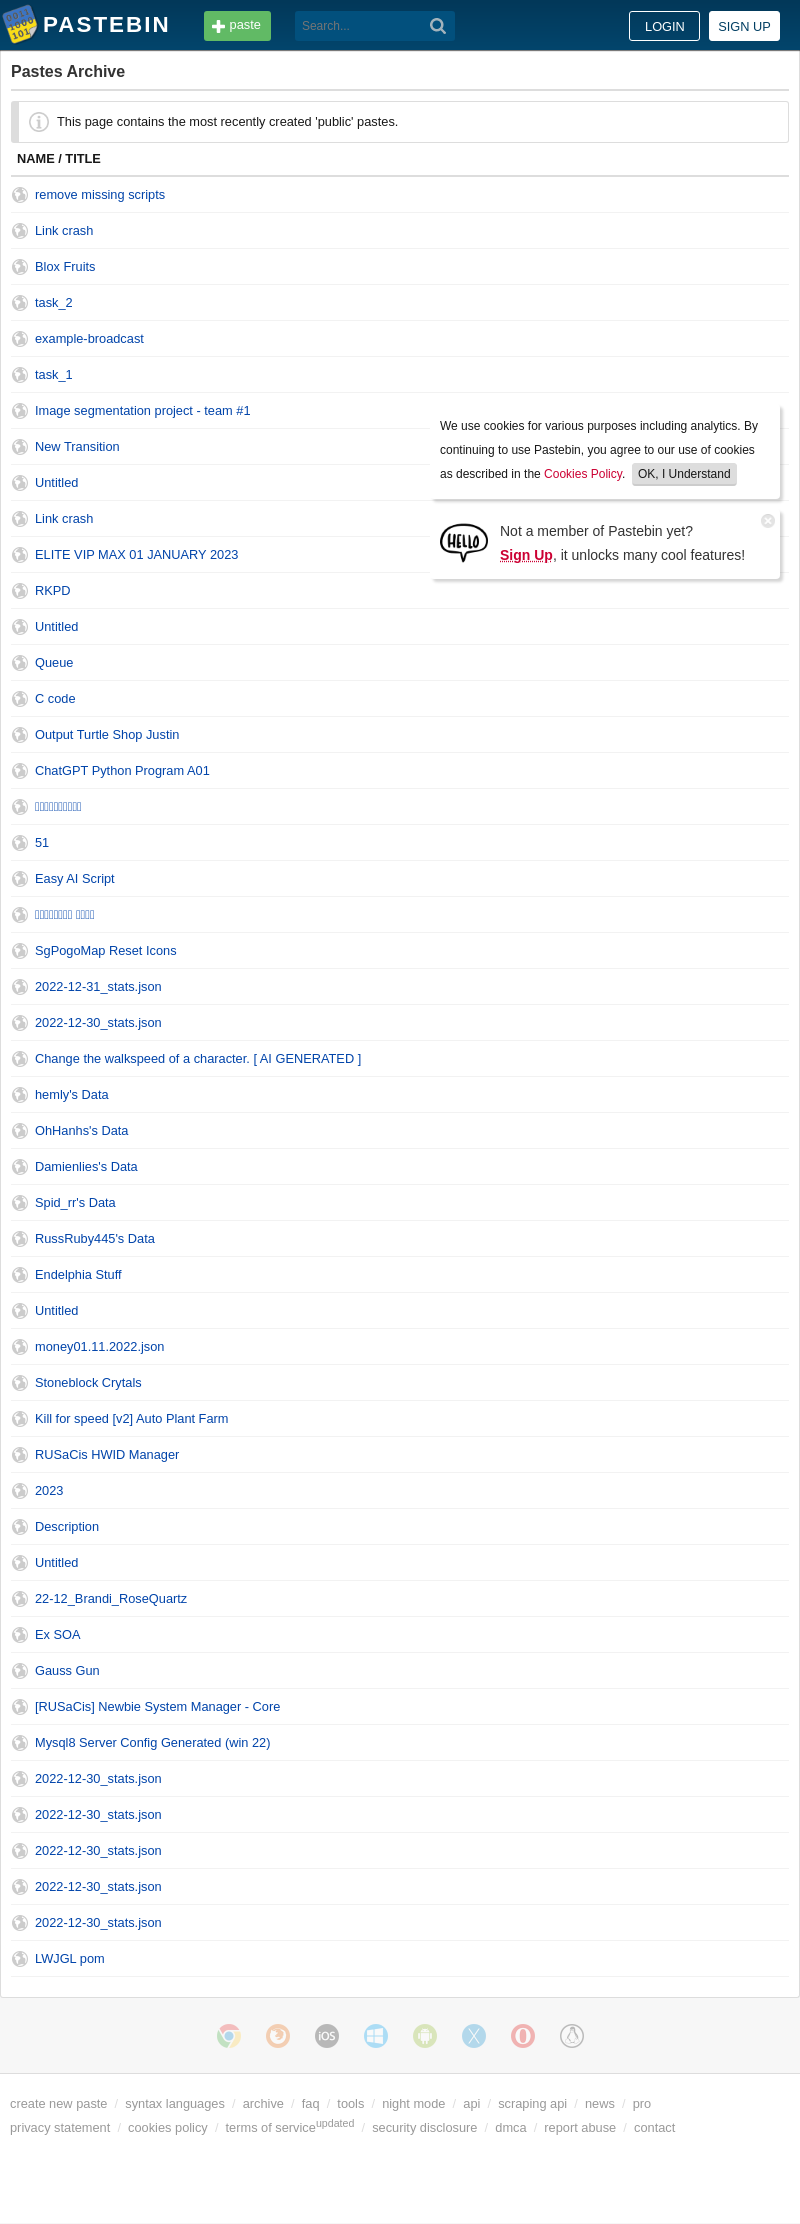 PASTEBIN
paste
Search...
LOGIN
SIGN UP
Pastes Archive
This page contains the most recently created 'public' pastes.
NAME / TITLE
remove missing scripts
Link crash
Blox Fruits
task_2
example-broadcast
task_1
Image segmentation project - team #1
New Transition
Untitled
Link crash
ELITE VIP MAX 01 JANUARY 2023
We use cookies for various purposes including analytics. By
continuing to use Pastebin, you agree to our use of cookies
as described in the Cookies Policy. OK, I Understand
HELLO
Not a member of Pastebin yet?
Sign Up, it unlocks many cool features!
RKPD
Untitled
Queue
C code
Output Turtle Shop Justin
ChatGPT Python Program A01
51
Easy AI Script
SgPogoMap Reset Icons
2022-12-31_stats.json
2022-12-30_stats.json
Change the walkspeed of a character. [ AI GENERATED ]
hemly's Data
OhHanhs's Data
Damienlies's Data
Spid_rr's Data
RussRuby445's Data
Endelphia Stuff
Untitled
money01.11.2022.json
Stoneblock Crytals
Kill for speed [v2] Auto Plant Farm
RUSaCis HWID Manager
2023
Description
Untitled
22-12_Brandi_RoseQuartz
Ex SOA
Gauss Gun
[RUSaCis] Newbie System Manager - Core
Mysql8 Server Config Generated (win 22)
2022-12-30_stats.json
2022-12-30_stats.json
2022-12-30_stats.json
2022-12-30_stats.json
2022-12-30_stats.json
LWJGL pom
iOS
create new paste / syntax languages / archive / faq / tools / night mode / api / scraping api / news / pro
privacy statement / cookies policy / terms of service updated / security disclosure / dmca / report abuse / contact